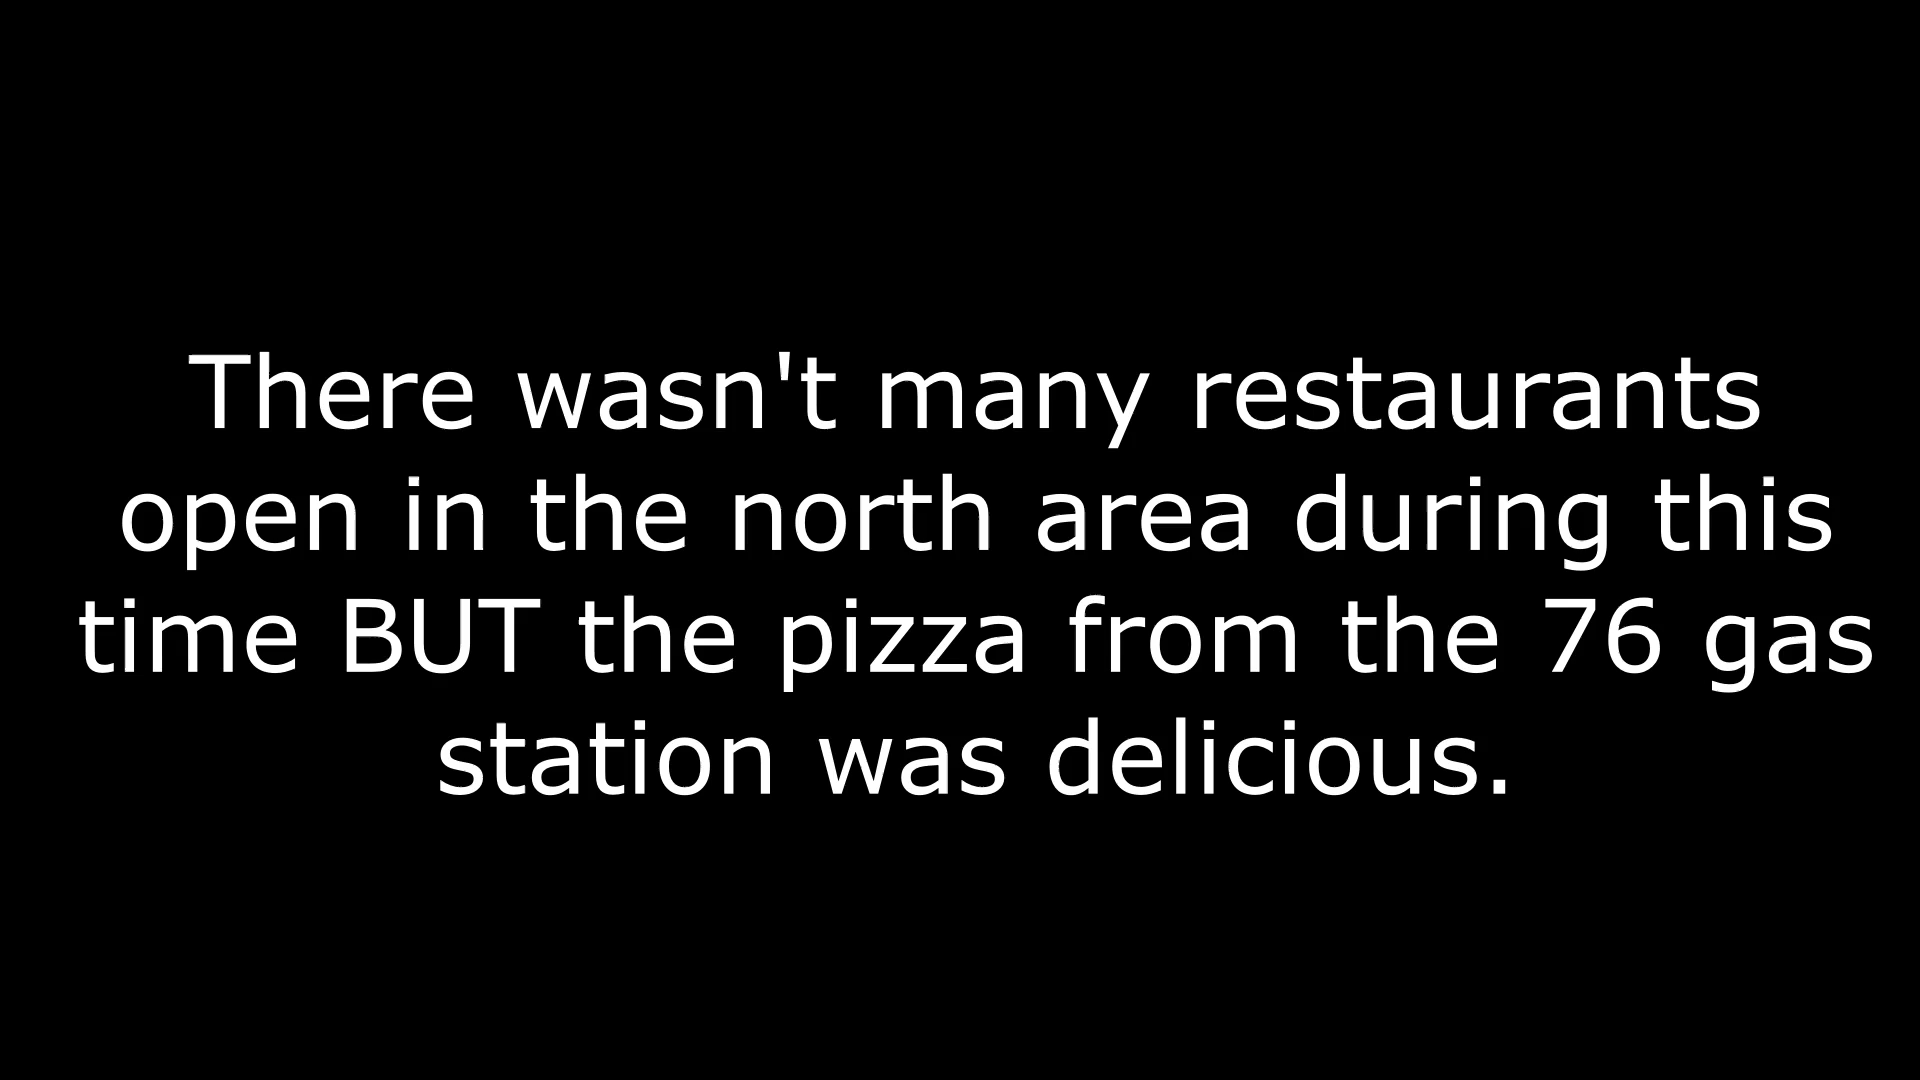 There wasn't many restaurants
open in the north area during this
time BUT the pizza from the 76 gas
station was delicious.